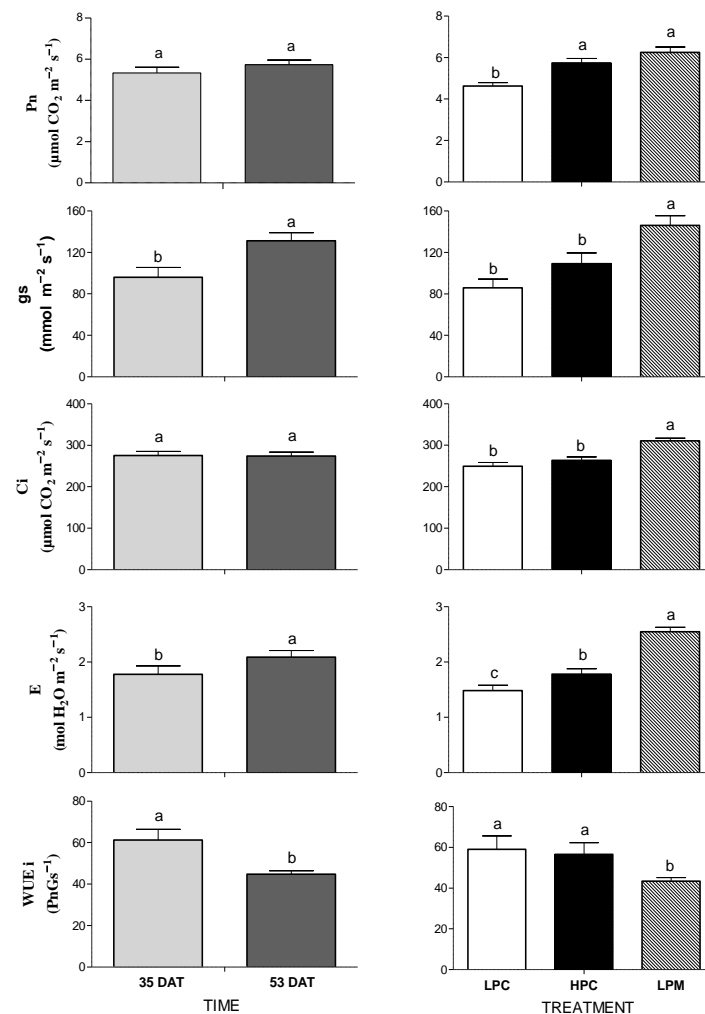 8
6
4
2
0
Pn
(µmol CO₂ m⁻² s⁻¹)
a
a
8
6
4
2
0
b
a
a
160
120
80
40
0
gs
(mmol m⁻² s⁻¹)
b
a
160
120
80
40
0
b
b
a
400
300
200
100
0
Ci
(µmol CO₂ m⁻² s⁻¹)
a
a
400
300
200
100
0
b
b
a
3
2
1
0
E
(mol H₂O m⁻² s⁻¹)
b
a
3
2
1
0
c
b
a
80
60
40
20
0
WUE i
(PnGs⁻¹)
a
b
35 DAT 53 DAT
TIME
80
60
40
20
0
a
a
b
LPC HPC LPM
TREATMENT